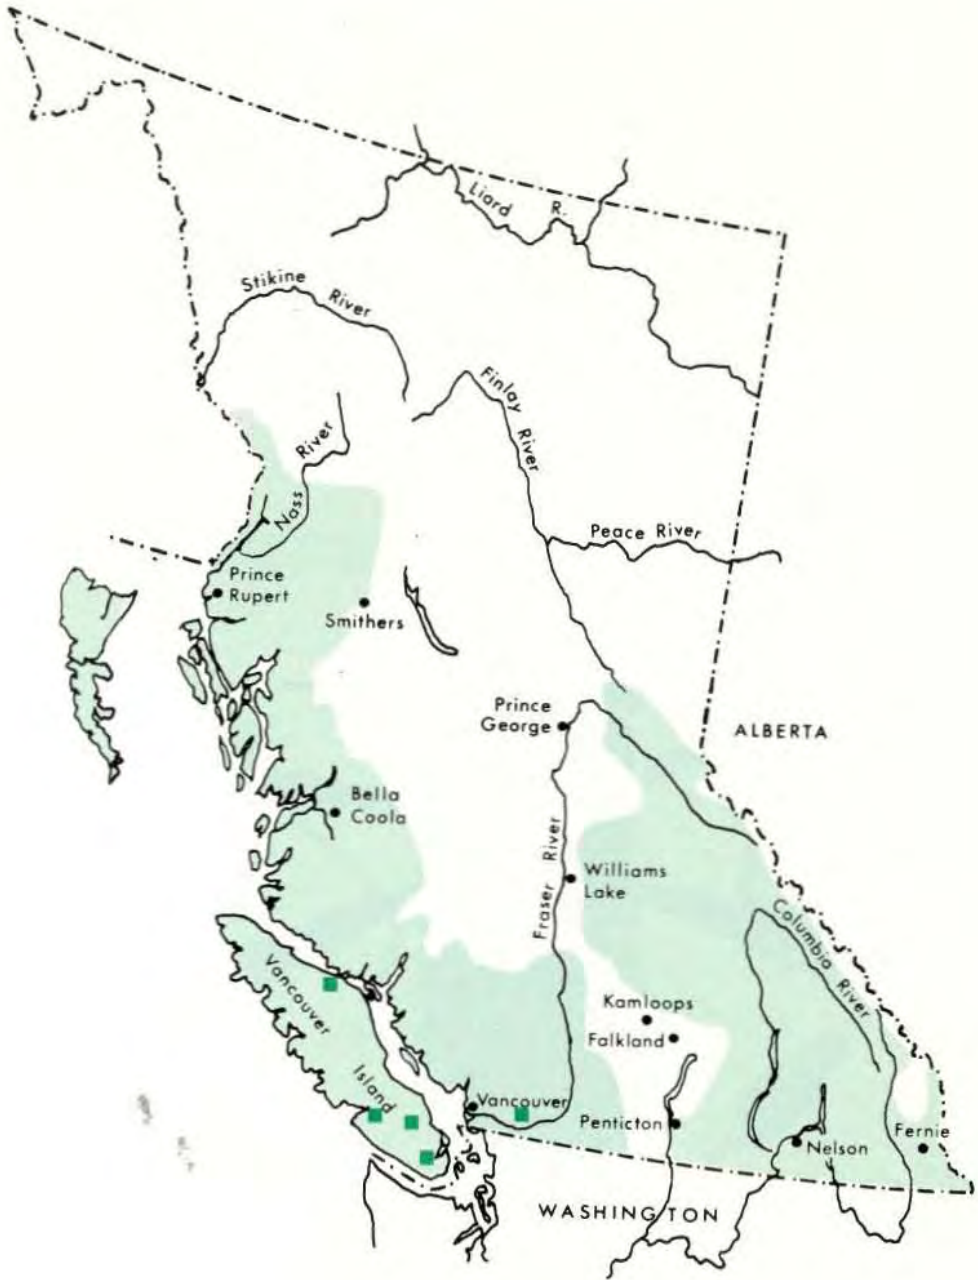 Liard R.
Stikine River
Finlay River
Nass River
Peace River
Prince
Rupert
Smithers
Prince
George
ALBERTA
Bella
Coola
Fraser River
Williams
Lake
Columbia River
Vancouver Island
Kamloops
Falkland
Vancouver
Penticton
Nelson
Fernie
WASHINGTON